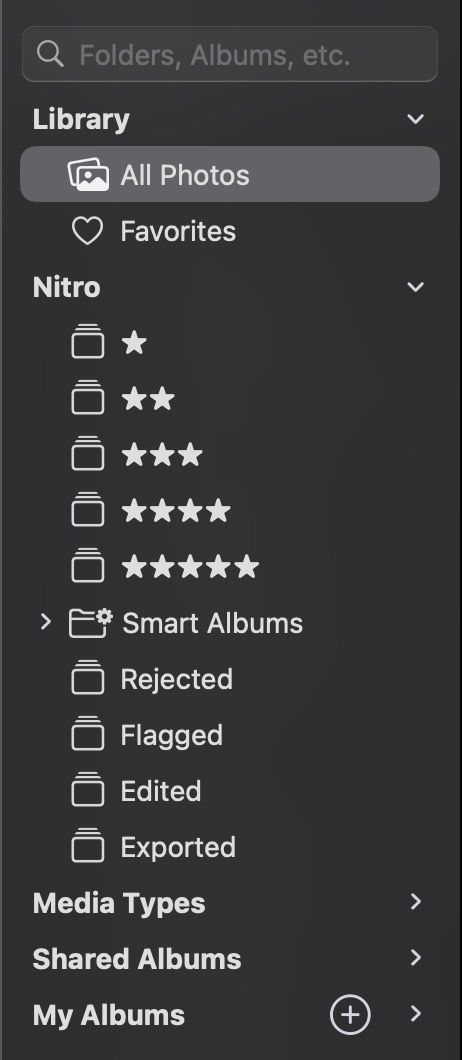 Folders, Albums, etc.
Library
All Photos
Favorites
Nitro
★
★★
★★★
★★★★
★★★★★
Smart Albums
Rejected
Flagged
Edited
Exported
Media Types
Shared Albums
My Albums